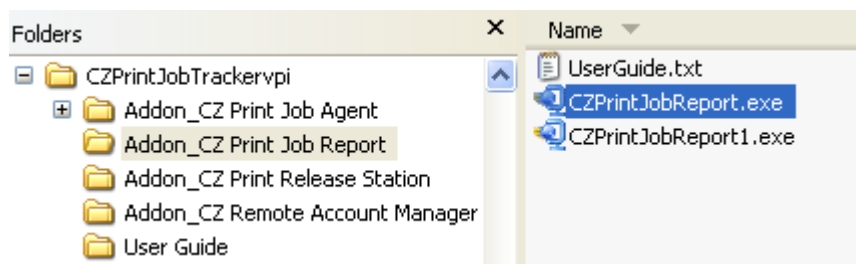 Folders
CZPrintJobTrackervpi
Addon_CZ Print Job Agent
Addon_CZ Print Job Report
Addon_CZ Print Release Station
Addon_CZ Remote Account Manager
User Guide
Name
UserGuide.txt
CZPrintJobReport.exe
CZPrintJobReport1.exe